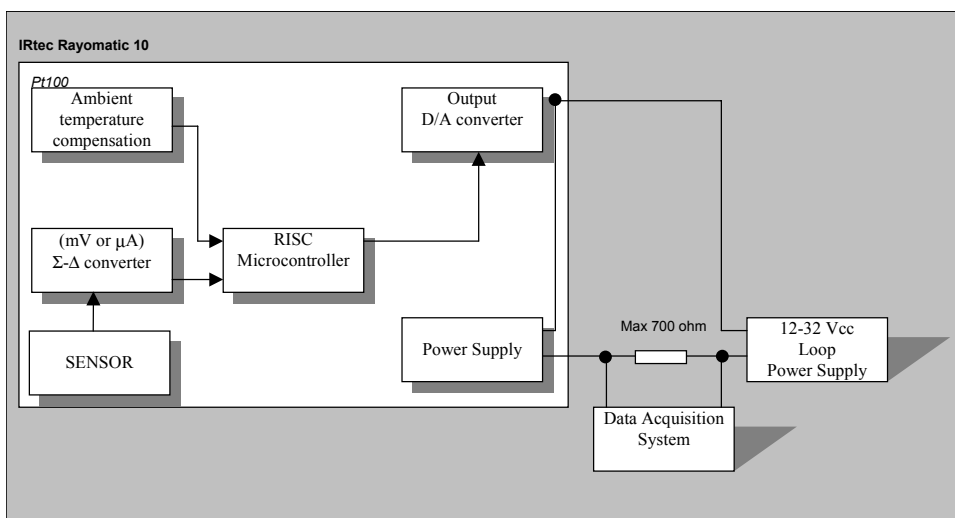 IRtec Rayomatic 10
Pt100
Ambient
temperature
compensation
Output
D/A converter
(mV or µA)
Σ-Δ converter
RISC
Microcontroller
SENSOR
Power Supply
Max 700 ohm
12-32 Vcc
Loop
Power Supply
Data Acquisition
System